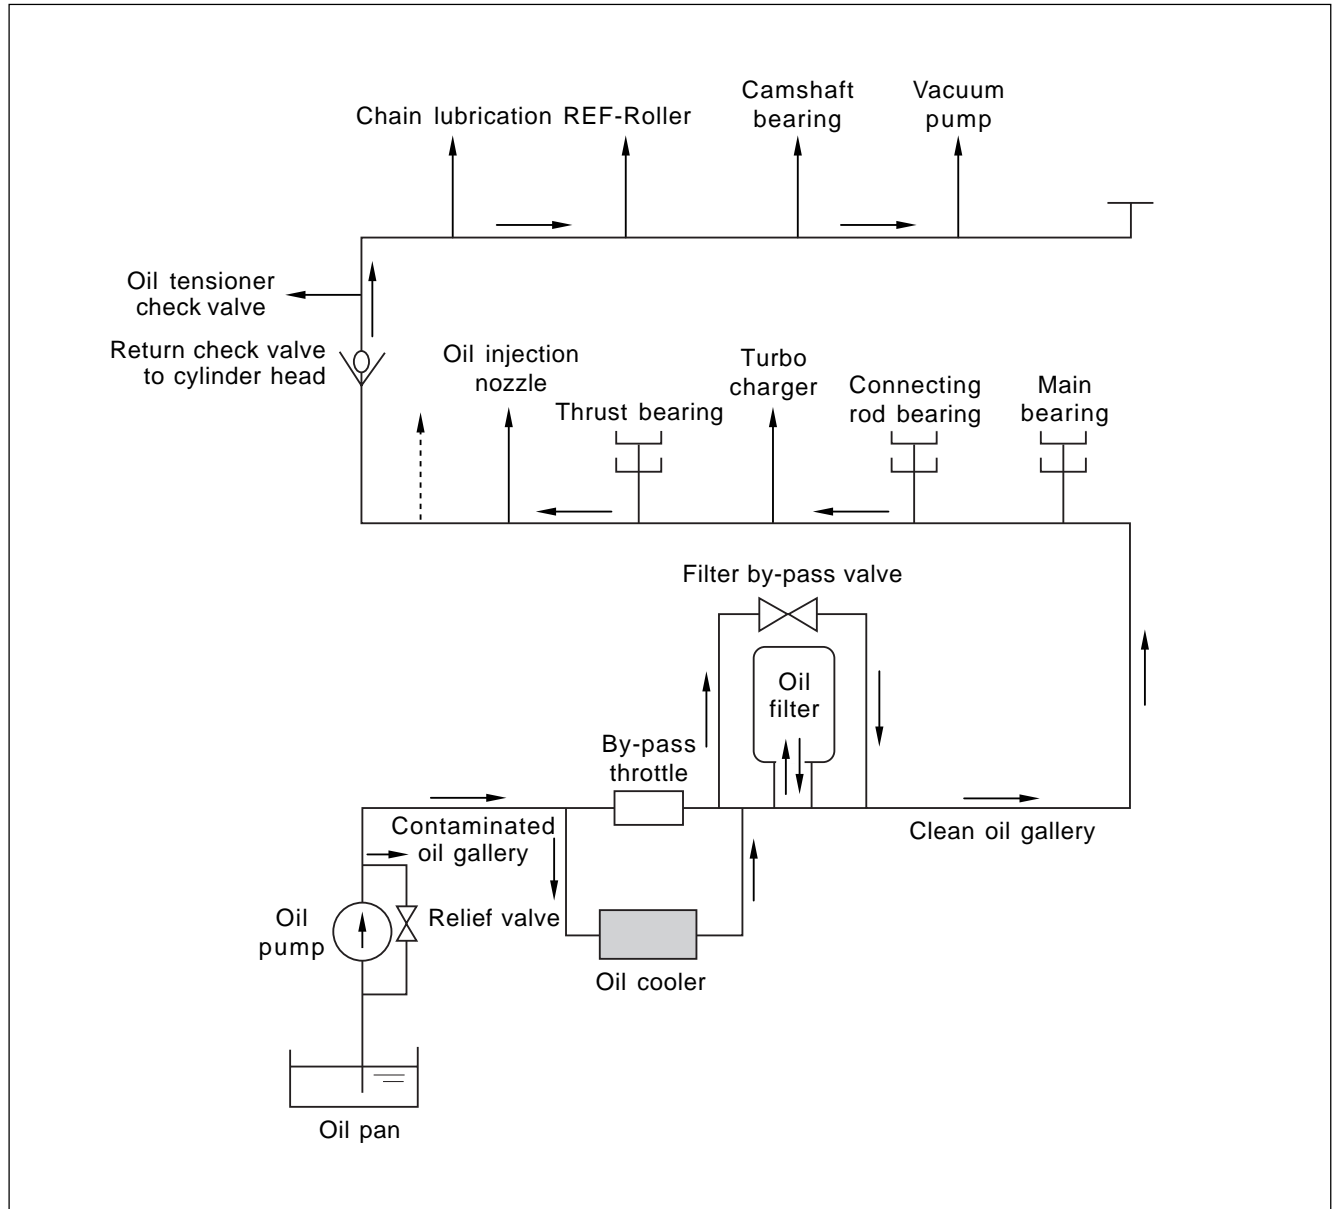 Chain lubrication REF-Roller
Camshaft
bearing
Vacuum
pump
Oil tensioner
check valve
Return check valve
to cylinder head
Oil injection
nozzle
Thrust bearing
Turbo
charger
Connecting
rod bearing
Main
bearing
Filter by-pass valve
Oil
filter
By-pass
throttle
Contaminated
oil gallery
Clean oil gallery
Oil
pump
Relief valve
Oil cooler
Oil pan